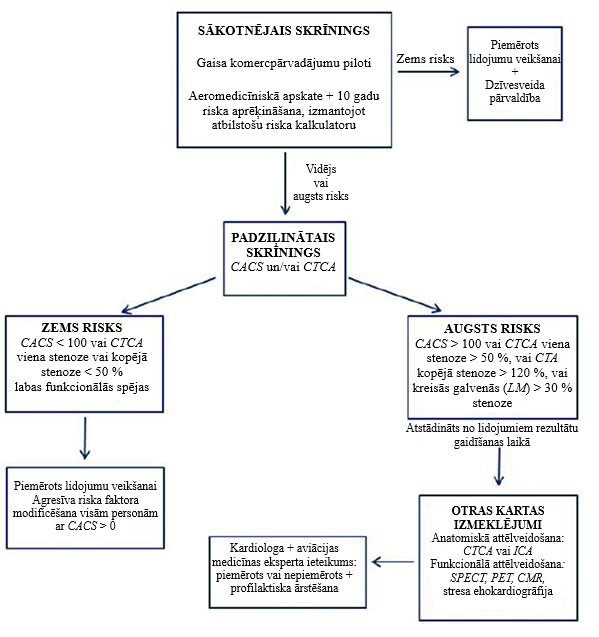 SĀKOTNĒJAIS SKRĪNINGS
Gaisa komercpārvadājumu piloti
Aeromedicīniskā apskate + 10 gadu
riska aprēķināšana, izmantojot
atbilstošu riska kalkulatoru
Zems risks
Piemērots
lidojumu veikšanai
+
Dzīvesveida
pārvaldība
Vidējs
vai
augsts risks
PADZIĻINĀTAIS
SKRĪNINGS
CACS un/vai CTCA
ZEMS RISKS
CACS < 100 vai CTCA
viena stenoze vai kopējā
stenoze < 50 %
labas funkcionālās spējas
AUGSTS RISKS
CACS > 100 vai CTCA viena
stenoze > 50 %, vai CTA
kopējā stenoze > 120 %, vai
kreisās galvenās (LM) > 30 %
stenoze
Atstādināts no lidojumiem rezultātu
gaidīšanas laikā
Piemērots lidojumu veikšanai
Agresīva riska faktora
modificēšana visām personām
ar CACS > 0
OTRAS KARTAS
IZMEKLĒJUMI
Anatomiskā attēlveidošana:
CTCA vai ICA
Funkcionālā attēlveidošana:
SPECT, PET, CMR,
stresa ehokardiogrāfija
Kardiologa + aviācijas
medicīnas eksperta ieteikums:
piemērots vai nepiemērots +
profilaktiska ārstēšana